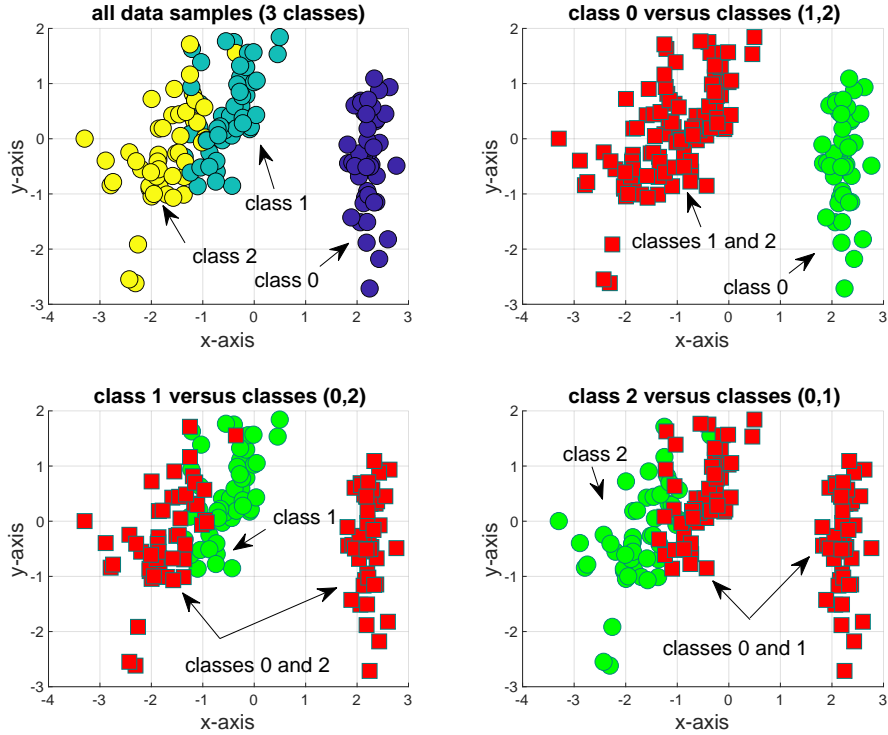 all data samples (3 classes)
2
1
0
-1
-2
-3
y-axis
-4
-3
-2
-1
0
1
2
3
x-axis
class 1
class 2
class 0
class 0 versus classes (1,2)
2
1
0
-1
-2
-3
y-axis
-4
-3
-2
-1
0
1
2
3
4
x-axis
classes 1 and 2
class 0
class 1 versus classes (0,2)
2
1
0
-1
-2
-3
y-axis
-4
-3
-2
-1
0
1
2
3
x-axis
class 1
classes 0 and 2
class 2 versus classes (0,1)
2
1
0
-1
-2
-3
y-axis
-4
-3
-2
-1
0
1
2
3
4
x-axis
class 2
classes 0 and 1